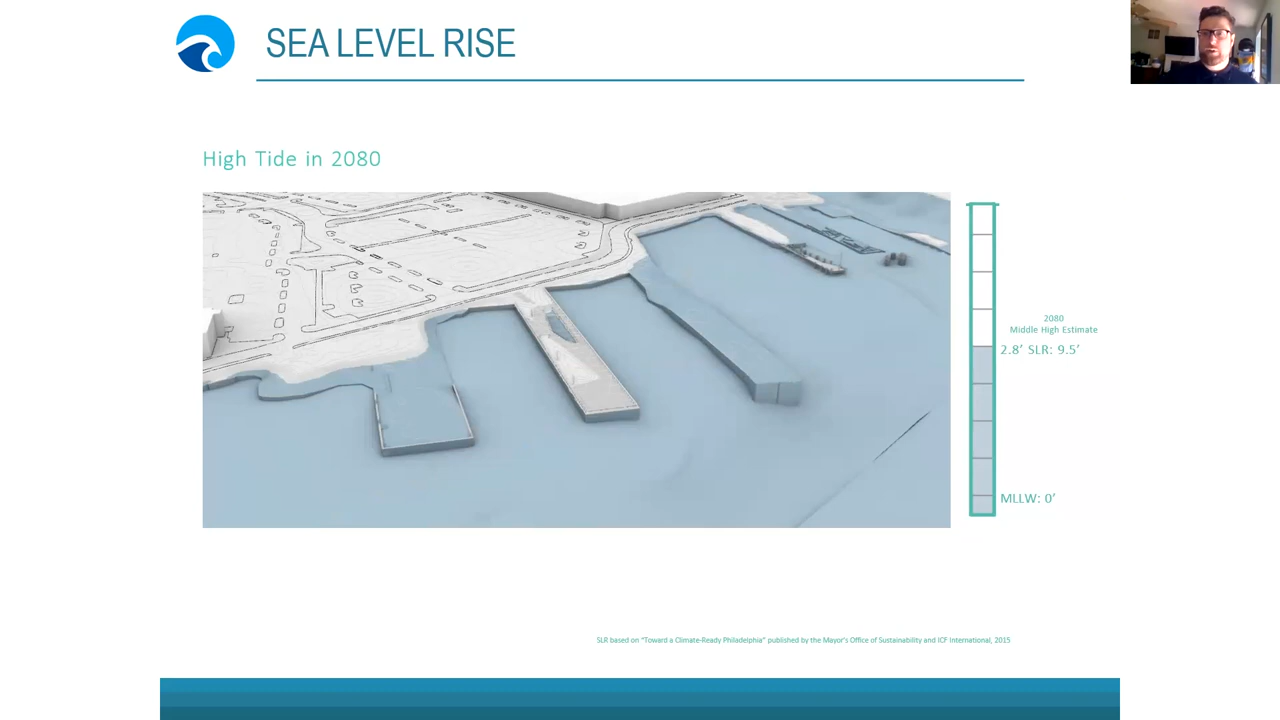 SEA LEVEL RISE
High Tide in 2080
2080
Middle High Estimate
2.8’ SLR: 9.5’
MLLW: 0’
SLR based on “Toward a Climate-Ready Philadelphia” published by the Mayor’s Office of Sustainability and ICF International, 2015